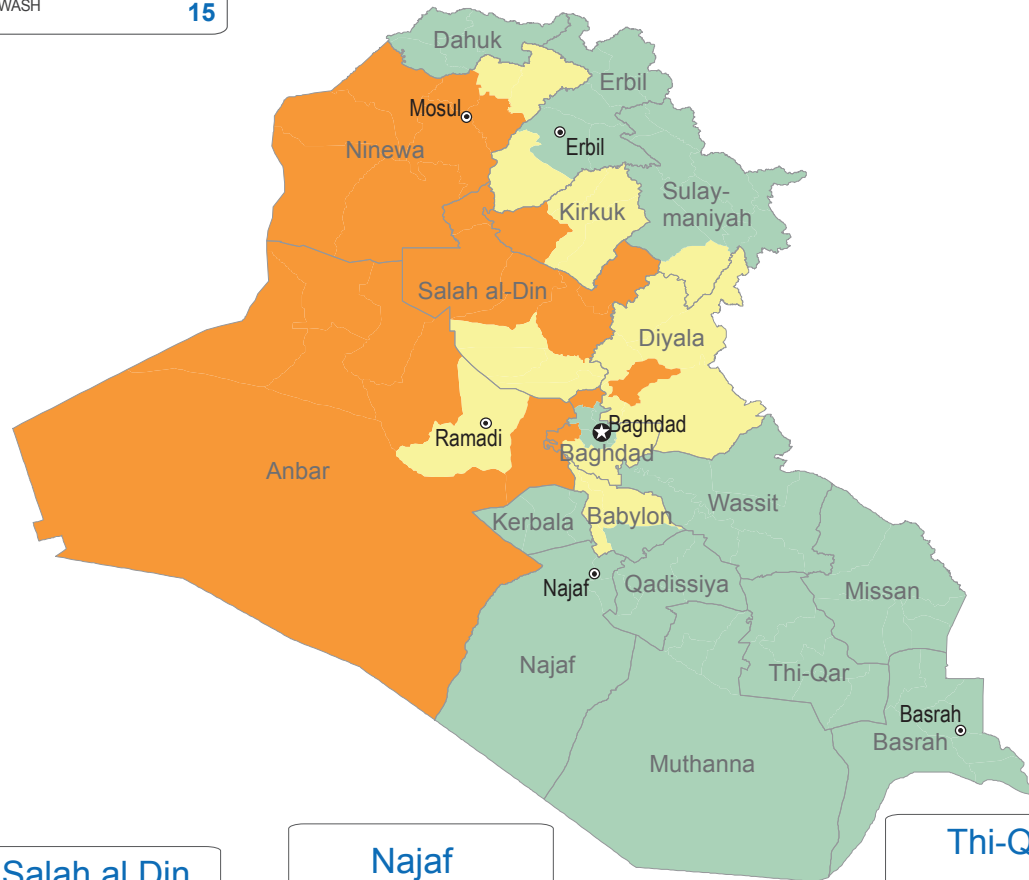 WASH 15
Dahuk
Erbil
Mosul
Erbil
Ninewa
Sulay-
maniyah
Kirkuk
Salah al-Din
Diyala
Baghdad
Ramadi
Baghdad
Anbar
Wassit
Kerbala
Babylon
Najaf
Qadissiya
Missan
Najaf
Thi-Qar
Basrah
Basrah
Muthanna
Salah al Din
Najaf
Thi-Q